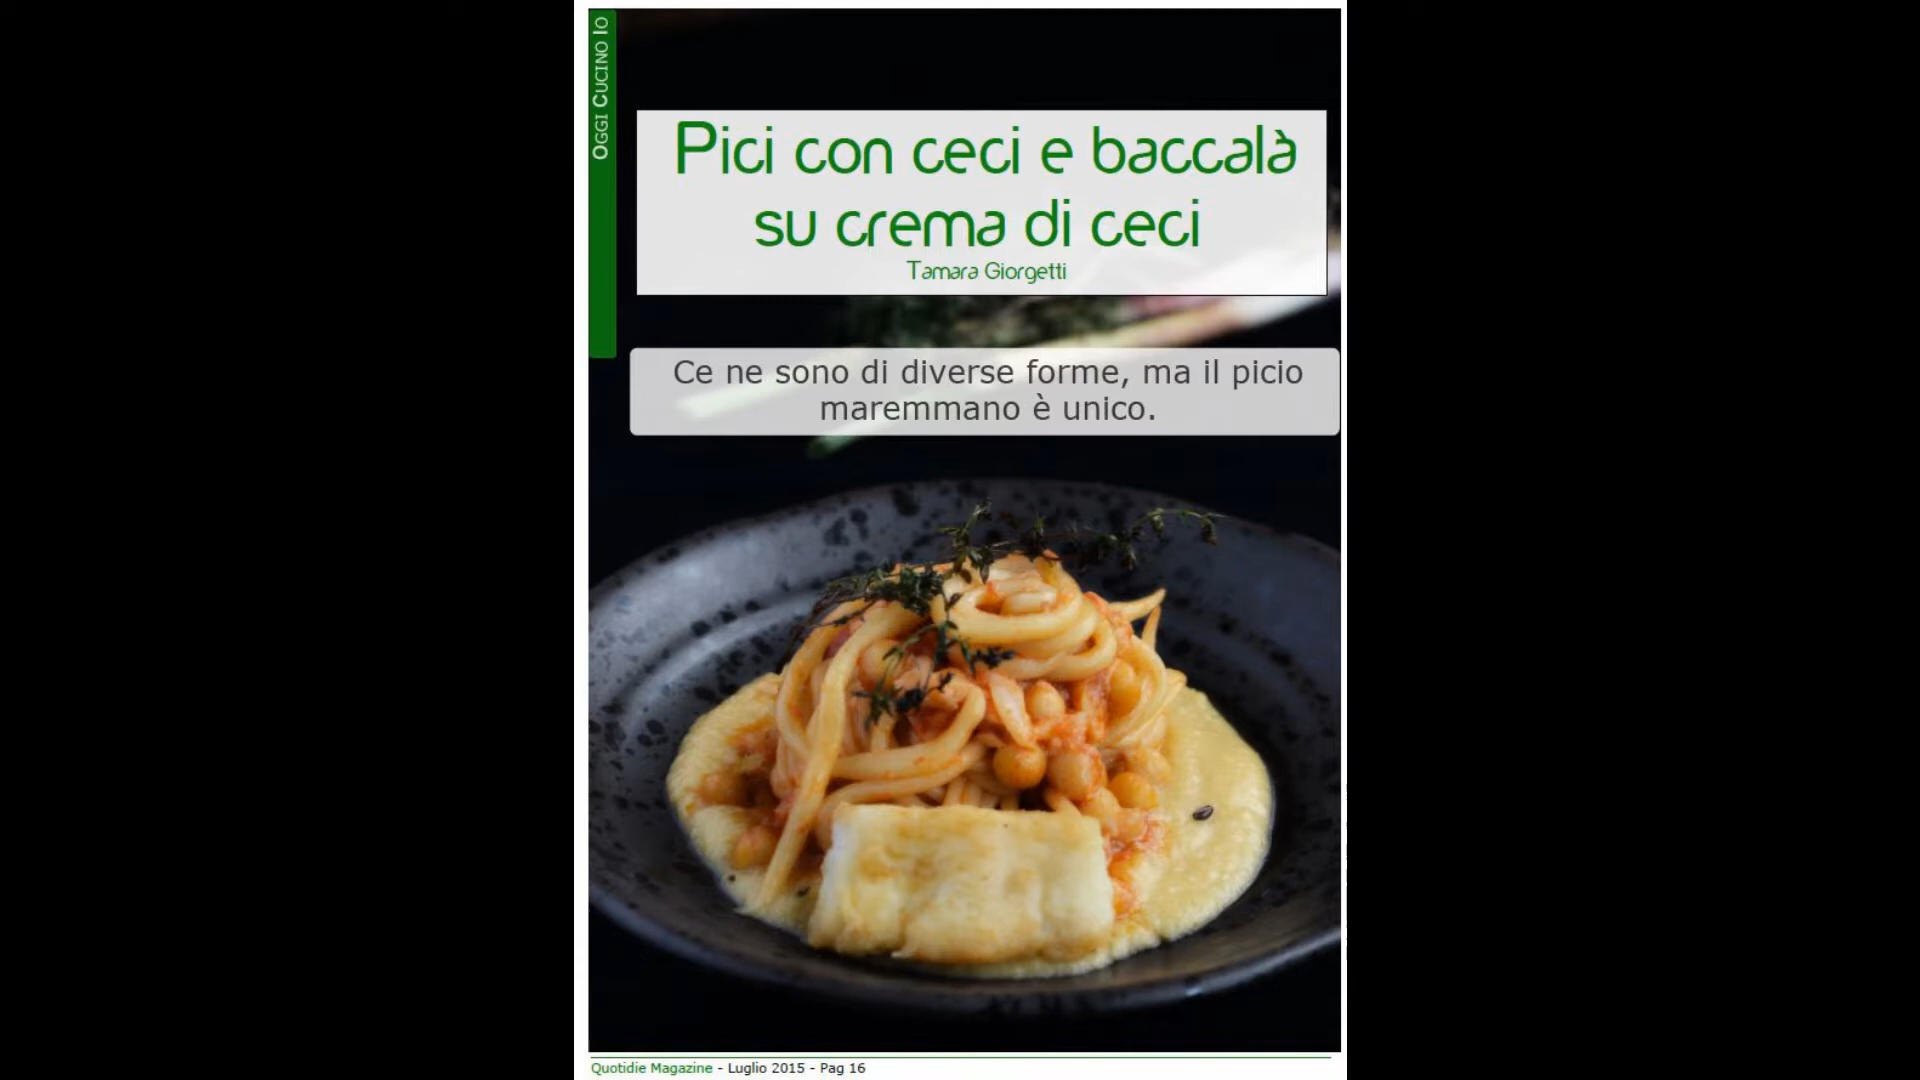 OGGI CUCINO IO
Pici con ceci e baccalà
su crema di ceci
Tamara Giorgetti
Ce ne sono di diverse forme, ma il picio
maremmano è unico.
Quotidie Magazine - Luglio 2015 - Pag 16